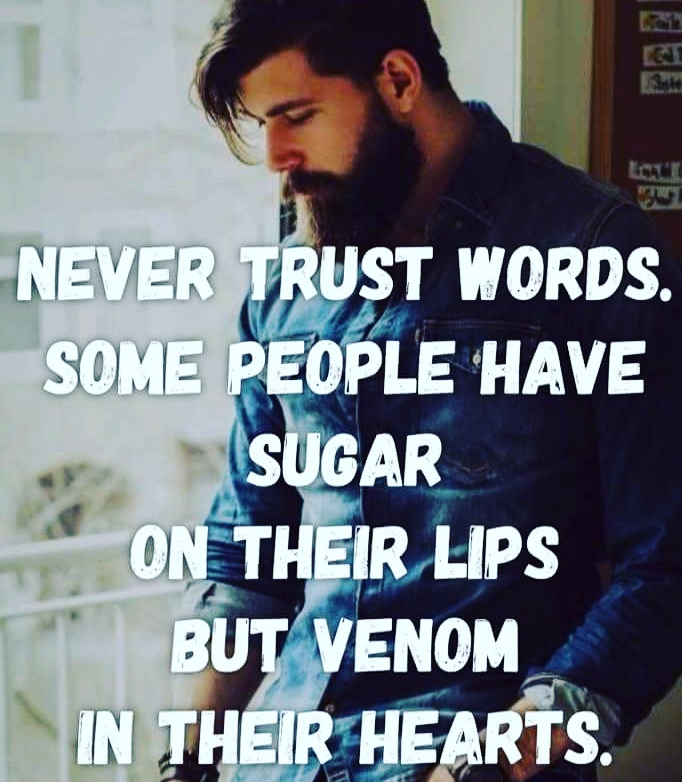 NEVER TRUST WORDS.
SOME PEOPLE HAVE
SUGAR
ON THEIR LIPS
BUT VENOM
IN THEIR HEARTS.